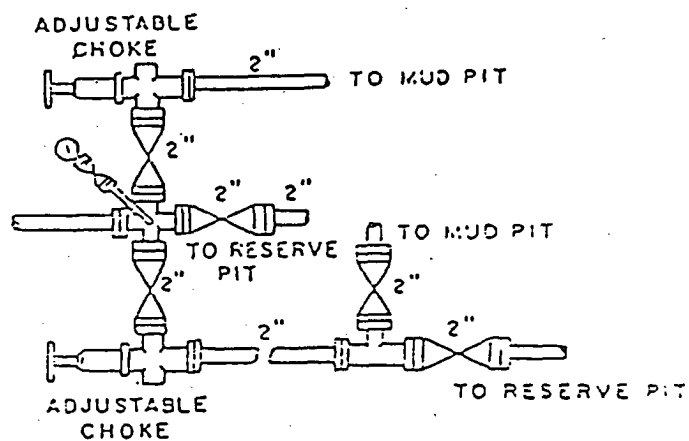 ADJUSTABLE
CHOKE
2"
TO MUD PIT
2"
2"
2"
TO RESERVE
PIT
TO MUD PIT
2"
2"
2"
2"
TO RESERVE PIT
ADJUSTABLE
CHOKE